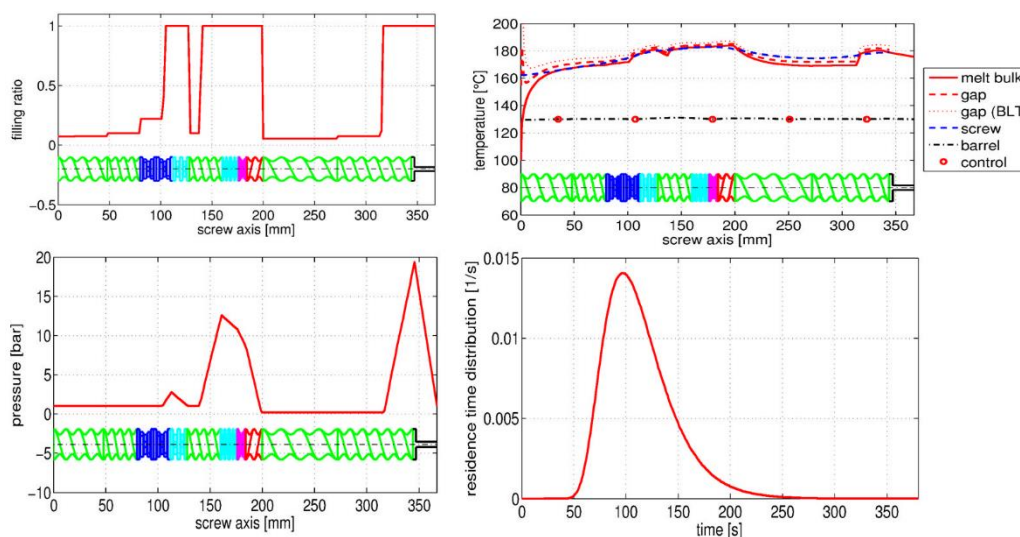 filling ratio
1
0.5
0
−0.5
0 50 100 150 200 250 300 350
screw axis [mm]
temperature [°C]
200
180
160
140
120
100
80
60
0 100 200 300
screw axis [mm]
melt bulk
gap
gap (BLT
screw
barrel
control
pressure [bar]
20
15
10
5
0
−5
−10
0 50 100 150 200 250 300 350
screw axis [mm]
residence time distribution [1/s]
0.015
0.01
0.005
0
0 50 100 150 200 250 300 350
time [s]